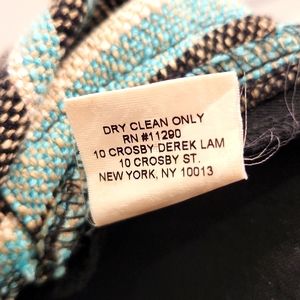 DRY CLEAN ONLY
RN #11290
10 CROSBY DEREK LAM
10 CROSBY ST.
NEW YORK, NY 10013